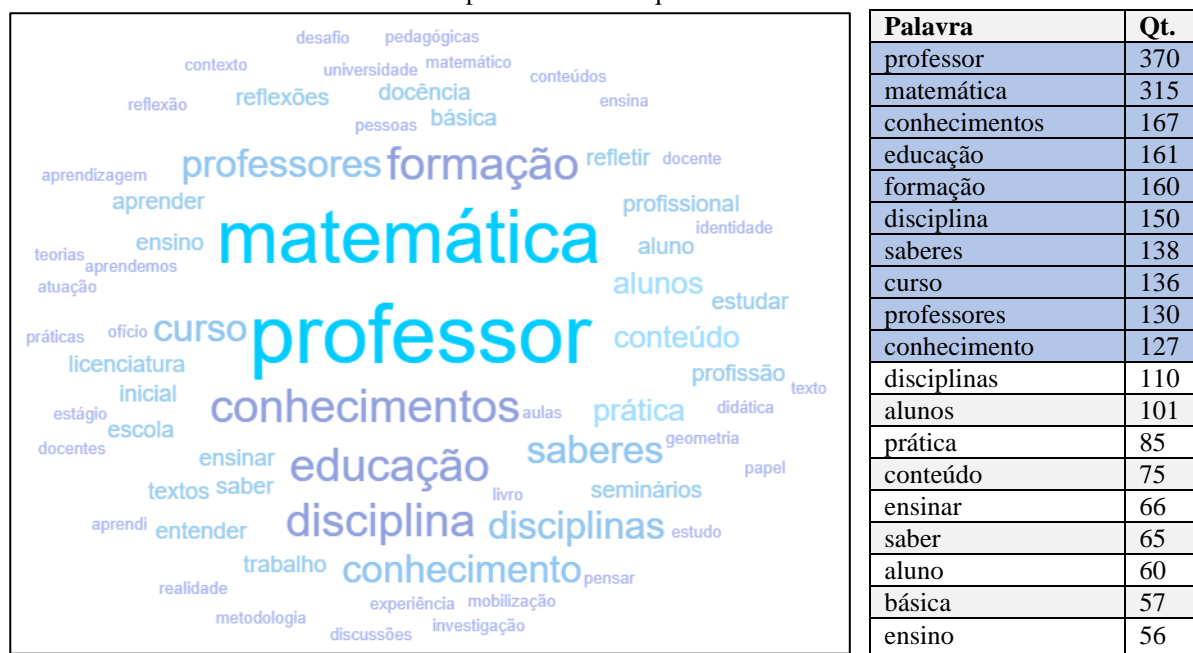 desafio pedagógicas
contexto universidade matemático conteúdos
reflexão reflexões docência ensina
pessoas básica
professores formação refletir docente
aprendizagem
aprender profissional
identidade
ensino matemática aluno
teorias
aprendemos
atuação alunos estudar
práticas ofício curso professor conteúdo
licenciatura profissão texto
inicial
estágio conhecimentos aulas prática didática
escola
docentes ensinar educação saberes geometria
papel
textos saber livro seminários
aprendi entender disciplina disciplinas estudo
trabalho conhecimento pensar
realidade
experiência mobilização
metodologia discussões investigação
Palavra Qt.
professor 370
matemática 315
conhecimentos 167
educação 161
formação 160
disciplina 150
saberes 138
curso 136
professores 130
conhecimento 127
disciplinas 110
alunos 101
prática 85
conteúdo 75
ensinar 66
saber 65
aluno 60
básica 57
ensino 56